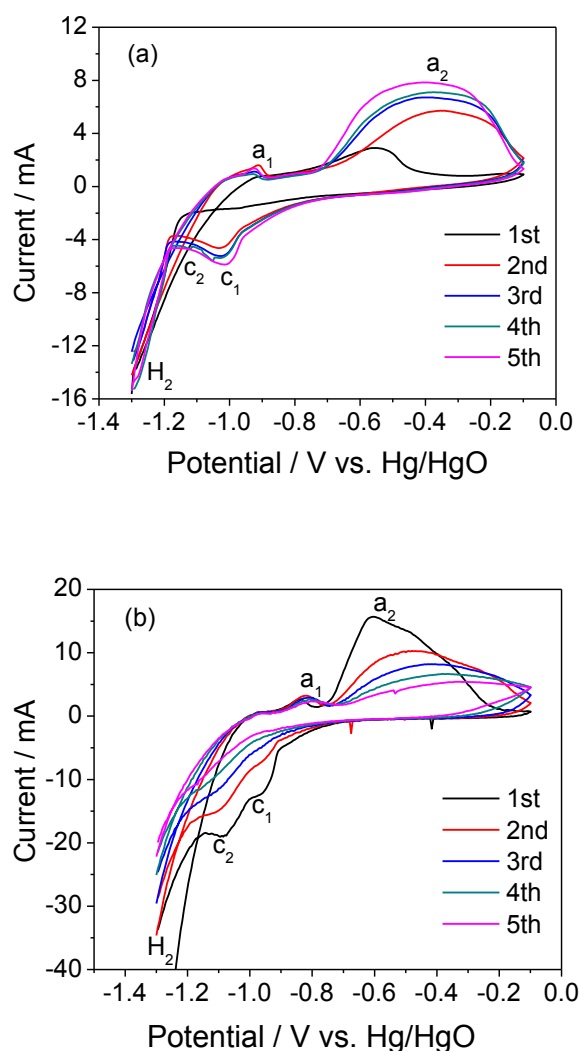 (a)
12
8
4
0
-4
-8
-12
-16
Current / mA
a1
a2
c2
c1
H2
1st
2nd
3rd
4th
5th
-1.4 -1.2 -1.0 -0.8 -0.6 -0.4 -0.2 0.0
Potential / V vs. Hg/HgO
(b)
20
10
0
-10
-20
-30
-40
Current / mA
a2
a1
c1
c2
H2
1st
2nd
3rd
4th
5th
-1.4 -1.2 -1.0 -0.8 -0.6 -0.4 -0.2 0.0
Potential / V vs. Hg/HgO